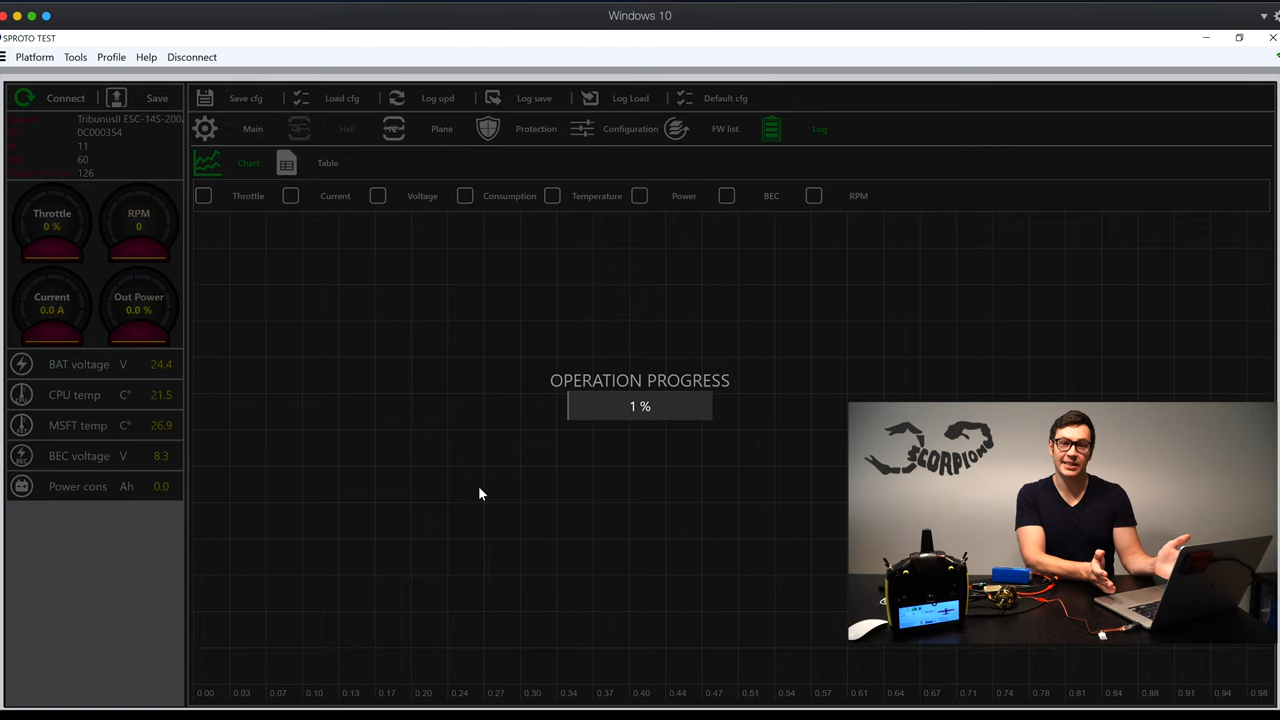 Windows 10
SPROTO TEST
Platform Tools Profile Help Disconnect
Connect Save
Save cfg Load cfg Log upd Log save Log Load Default cfg
TribunusII ESC-14S-200A
0C000354
11
60
126
Main Heli Plane Protection Configuration FW list Log
Chart Table
Throttle Current Voltage Consumption Temperature Power BEC RPM
Throttle
0 %
RPM
0
Current
0.0 A
Out Power
0.0 %
BAT voltage V 24.4
CPU temp C° 21.5
MSFT temp C° 26.9
BEC voltage V 8.3
Power cons Ah 0.0
OPERATION PROGRESS
1 %
SCORPION
0.00 0.03 0.07 0.10 0.13 0.17 0.20 0.24 0.27 0.30 0.34 0.37 0.40 0.44 0.47 0.51 0.54 0.57 0.61 0.64 0.67 0.71 0.74 0.78 0.81 0.84 0.88 0.91 0.94 0.98